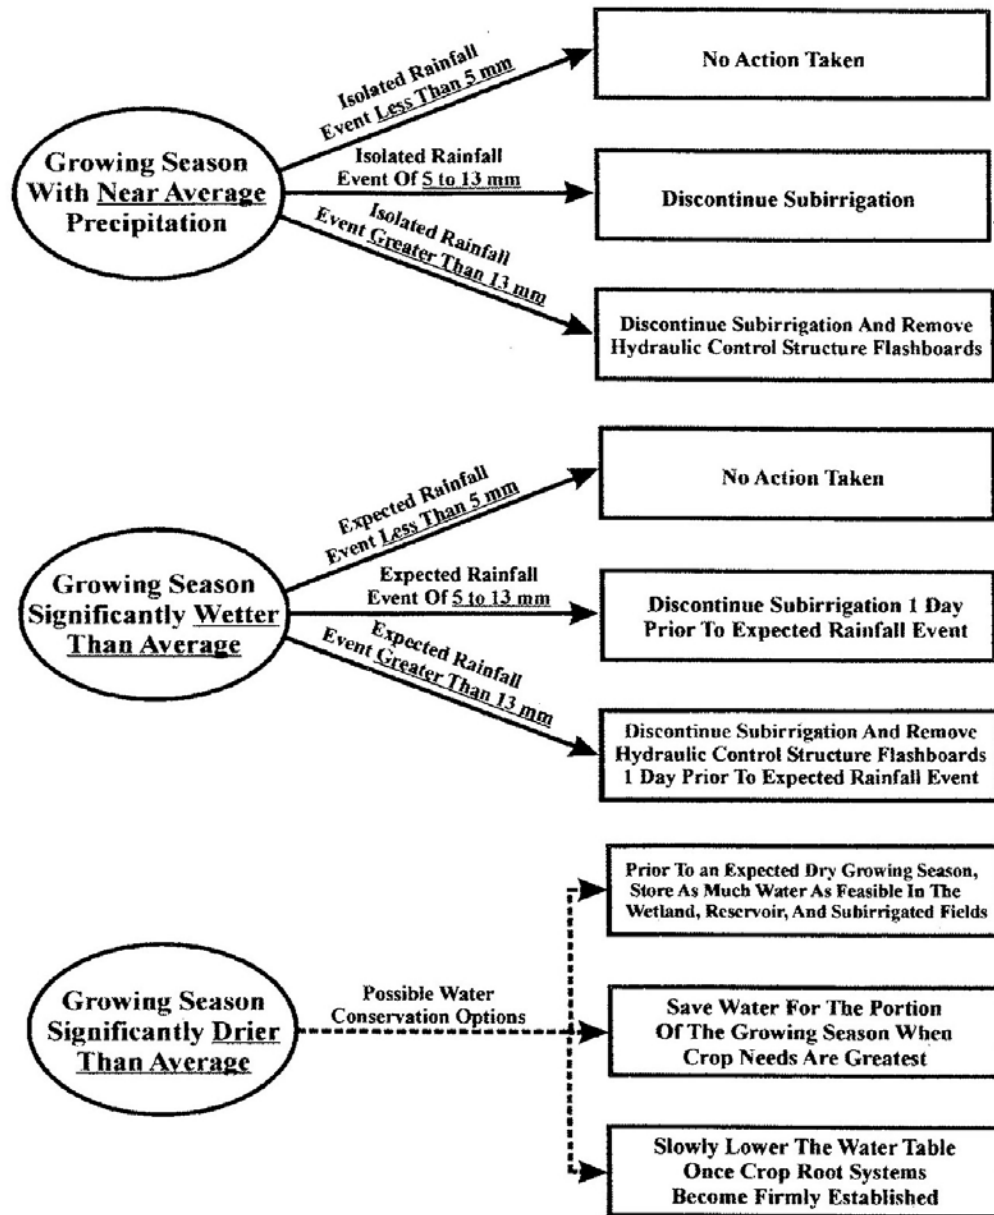 Growing Season
With Near Average
Precipitation
Isolated Rainfall
Event Less Than 5 mm
No Action Taken
Isolated Rainfall
Event Of 5 to 13 mm
Discontinue Subirrigation
Isolated Rainfall
Event Greater Than 13 mm
Discontinue Subirrigation And Remove
Hydraulic Control Structure Flashboards
Growing Season
Significantly Wetter
Than Average
Expected Rainfall
Event Less Than 5 mm
No Action Taken
Expected Rainfall
Event Of 5 to 13 mm
Discontinue Subirrigation 1 Day
Prior To Expected Rainfall Event
Expected Rainfall
Event Greater Than 13 mm
Discontinue Subirrigation And Remove
Hydraulic Control Structure Flashboards
1 Day Prior To Expected Rainfall Event
Growing Season
Significantly Drier
Than Average
Possible Water
Conservation Options
Prior To an Expected Dry Growing Season,
Store As Much Water As Feasible In The
Wetland, Reservoir, And Subirrigated Fields
Save Water For The Portion
Of The Growing Season When
Crop Needs Are Greatest
Slowly Lower The Water Table
Once Crop Root Systems
Become Firmly Established